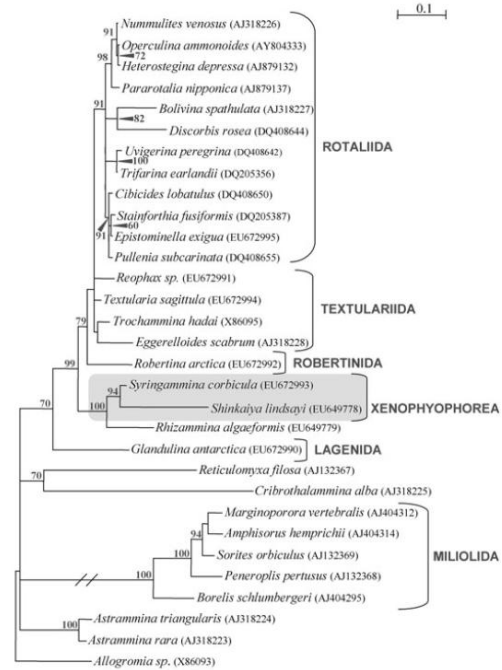 0.1
91
Nummulites venosus (AJ318226)
Operculina ammonoides (AY804333)
72
98
Heterostegina depressa (AJ879132)
Pararotalia nipponica (AJ879137)
91
Bolivina spathulata (AJ318227)
82
Discorbis rosea (DQ408644)
ROTALIIDA
Uvigerina peregrina (DQ408642)
100
Trifarina earlandii (DQ205356)
Cibicides lobatulus (DQ408650)
Stainforthia fusiformis (DQ205387)
60
91
Epistominella exigua (EU672995)
Pullenia subcarinata (DQ408655)
Reophax sp. (EU672991)
Textularia sagittula (EU672994)
TEXTULARIIDA
79
Trochammina hadai (X86095)
Eggerelloides scabrum (AJ318228)
99
Robertina arctica (EU672992)
ROBERTINIDA
94
Syringammina corbicula (EU672993)
100
Shinkaiya lindsayi (EU649778)
XENOPHYOPHOREA
70
Rhizammina algaeformis (EU649779)
Glandulina antarctica (EU672990)
LAGENIDA
70
Reticulomyxa filosa (AJ132367)
Cribrothalammina alba (AJ318225)
Marginoporora vertebralis (AJ404312)
94
Amphisorus hemprichii (AJ404314)
100
Sorites orbiculus (AJ132369)
MILIOLIDA
100
Peneroplis pertusus (AJ132368)
Borelis schlumbergeri (AJ404295)
100
Astrammina triangularis (AJ318224)
Astrammina rara (AJ318223)
Allogromia sp. (X86093)